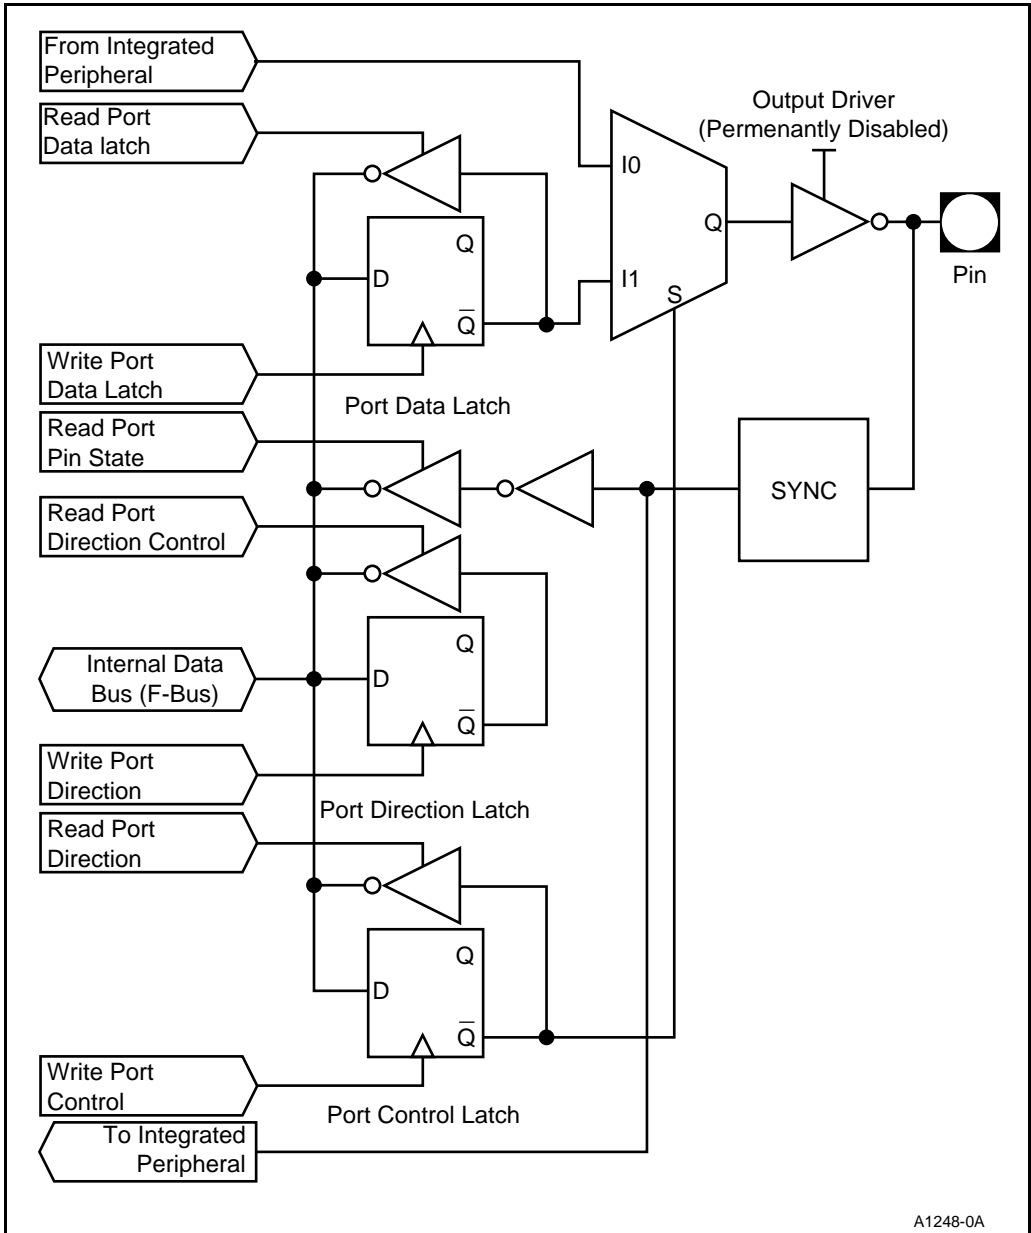 From Integrated
Peripheral
Read Port
Data latch
Output Driver
(Permenantly Disabled)
I0
Q
Q
Pin
D
I1
S
Q̅
Write Port
Data Latch
Port Data Latch
Read Port
Pin State
SYNC
Read Port
Direction Control
Q
Internal Data
Bus (F-Bus)
D
Q̅
Write Port
Direction
Port Direction Latch
Read Port
Direction
Q
D
Q̅
Write Port
Control
Port Control Latch
To Integrated
Peripheral
A1248-0A